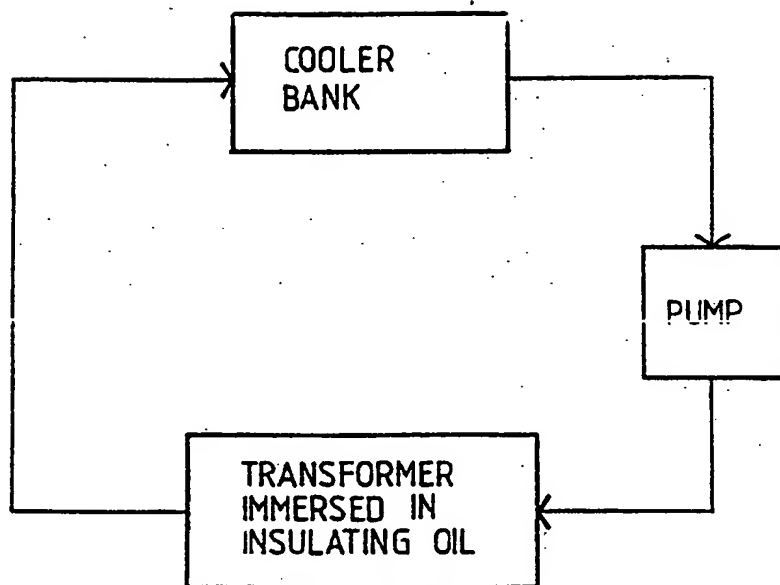 COOLER
BANK
PUMP
TRANSFORMER
IMMERSED IN
INSULATING OIL